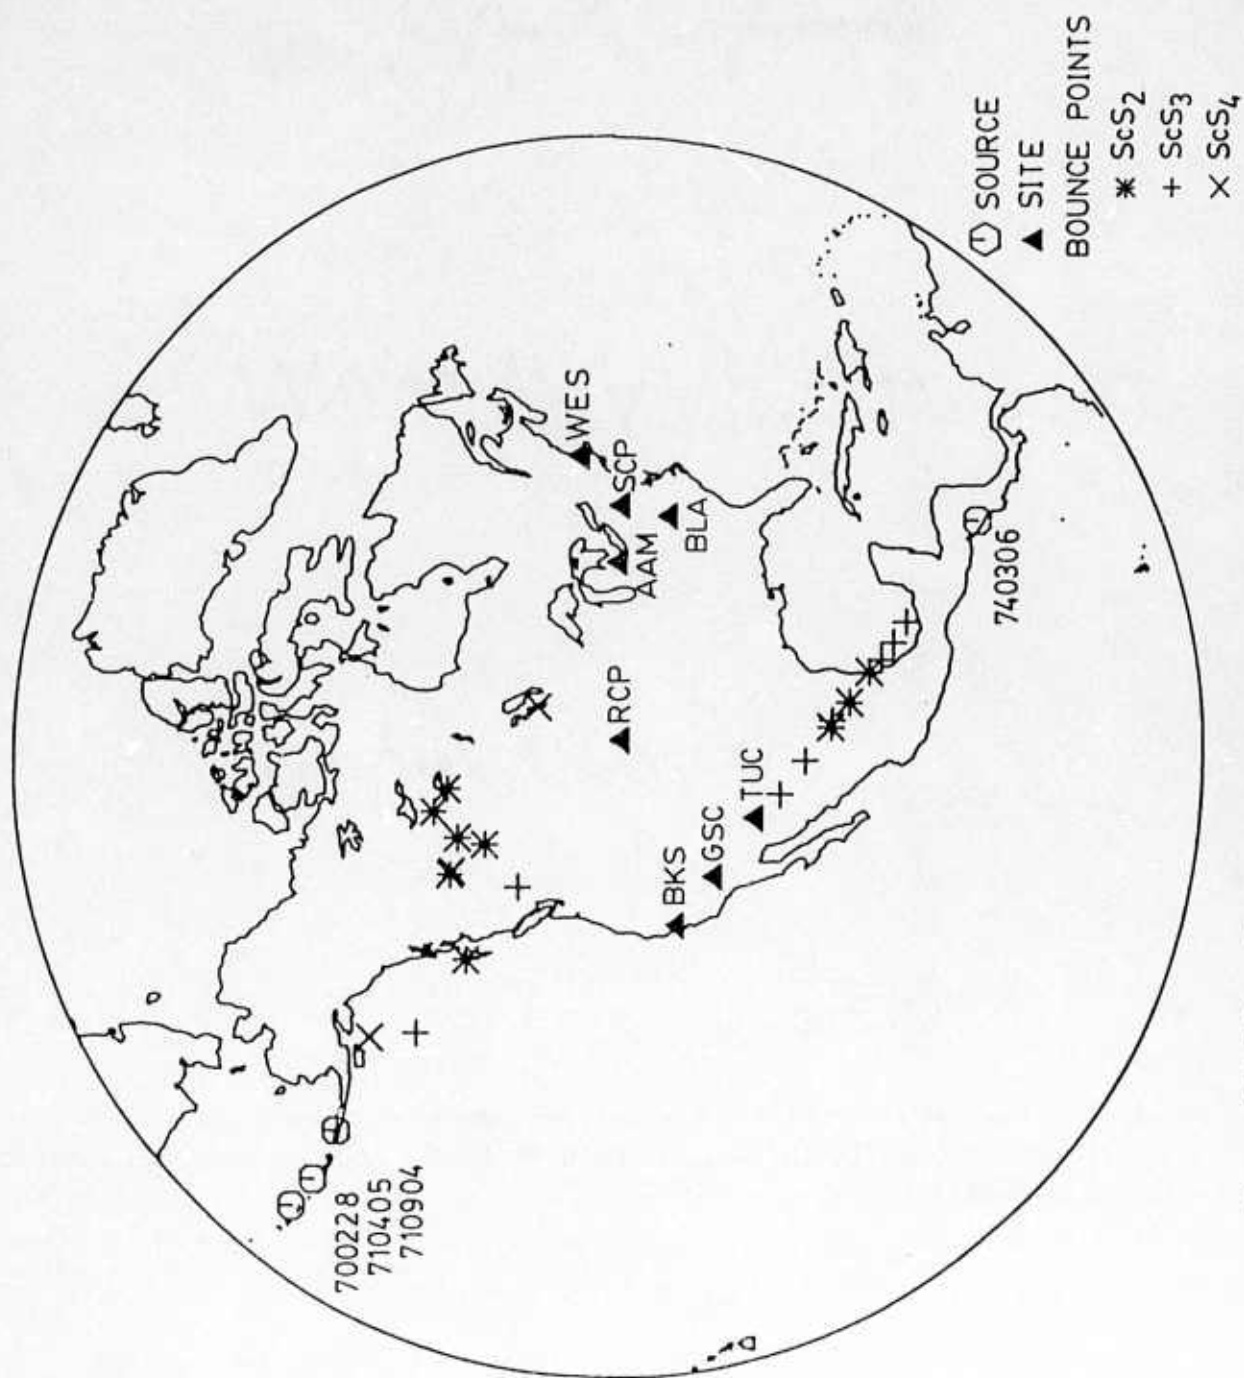 WES
SCP
AAM
BLA
RCP
TUC
GSC
BKS
700228
710405
710904
740306
SOURCE
▲ SITE
BOUNCE POINTS
✳ ScS₂
+ ScS₃
× ScS₄